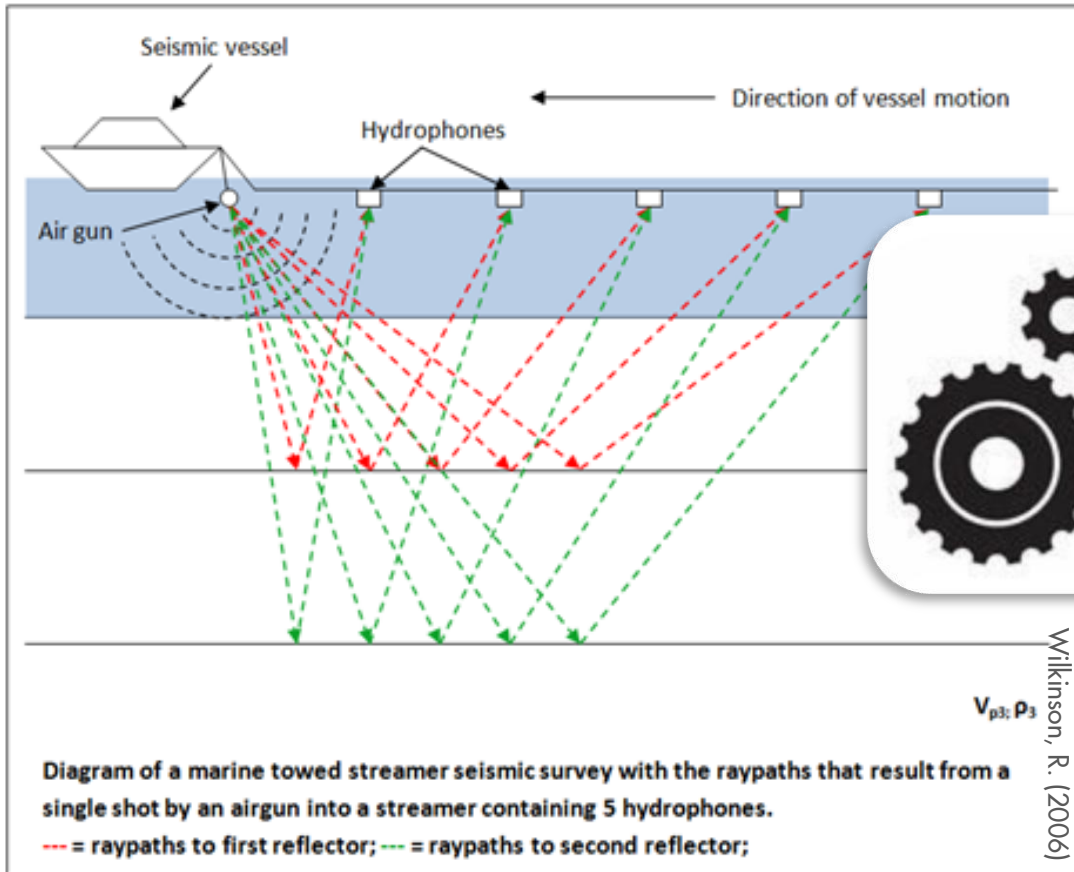 Seismic vessel
Direction of vessel motion
Hydrophones
Air gun
Vp3; ρ3
Diagram of a marine towed streamer seismic survey with the raypaths that result from a
single shot by an airgun into a streamer containing 5 hydrophones.
--- = raypaths to first reflector; --- = raypaths to second reflector;
Wilkinson, R. (2006)